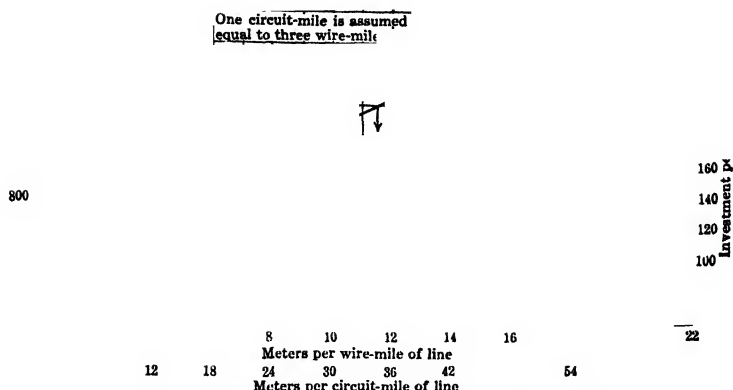 One circuit-mile is assumed
equal to three wire-mile
160
800
140
120
100
Investment
8 10 12 14 16 22
Meters per wire-mile of line
12 18 24 30 36 42 54
Meters per circuit-mile of line